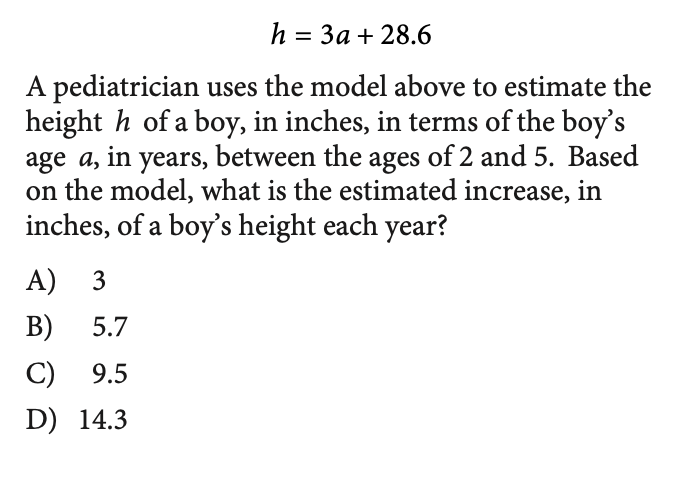 h = 3a + 28.6
A pediatrician uses the model above to estimate the
height h of a boy, in inches, in terms of the boy’s
age a, in years, between the ages of 2 and 5. Based
on the model, what is the estimated increase, in
inches, of a boy’s height each year?
A) 3
B) 5.7
C) 9.5
D) 14.3